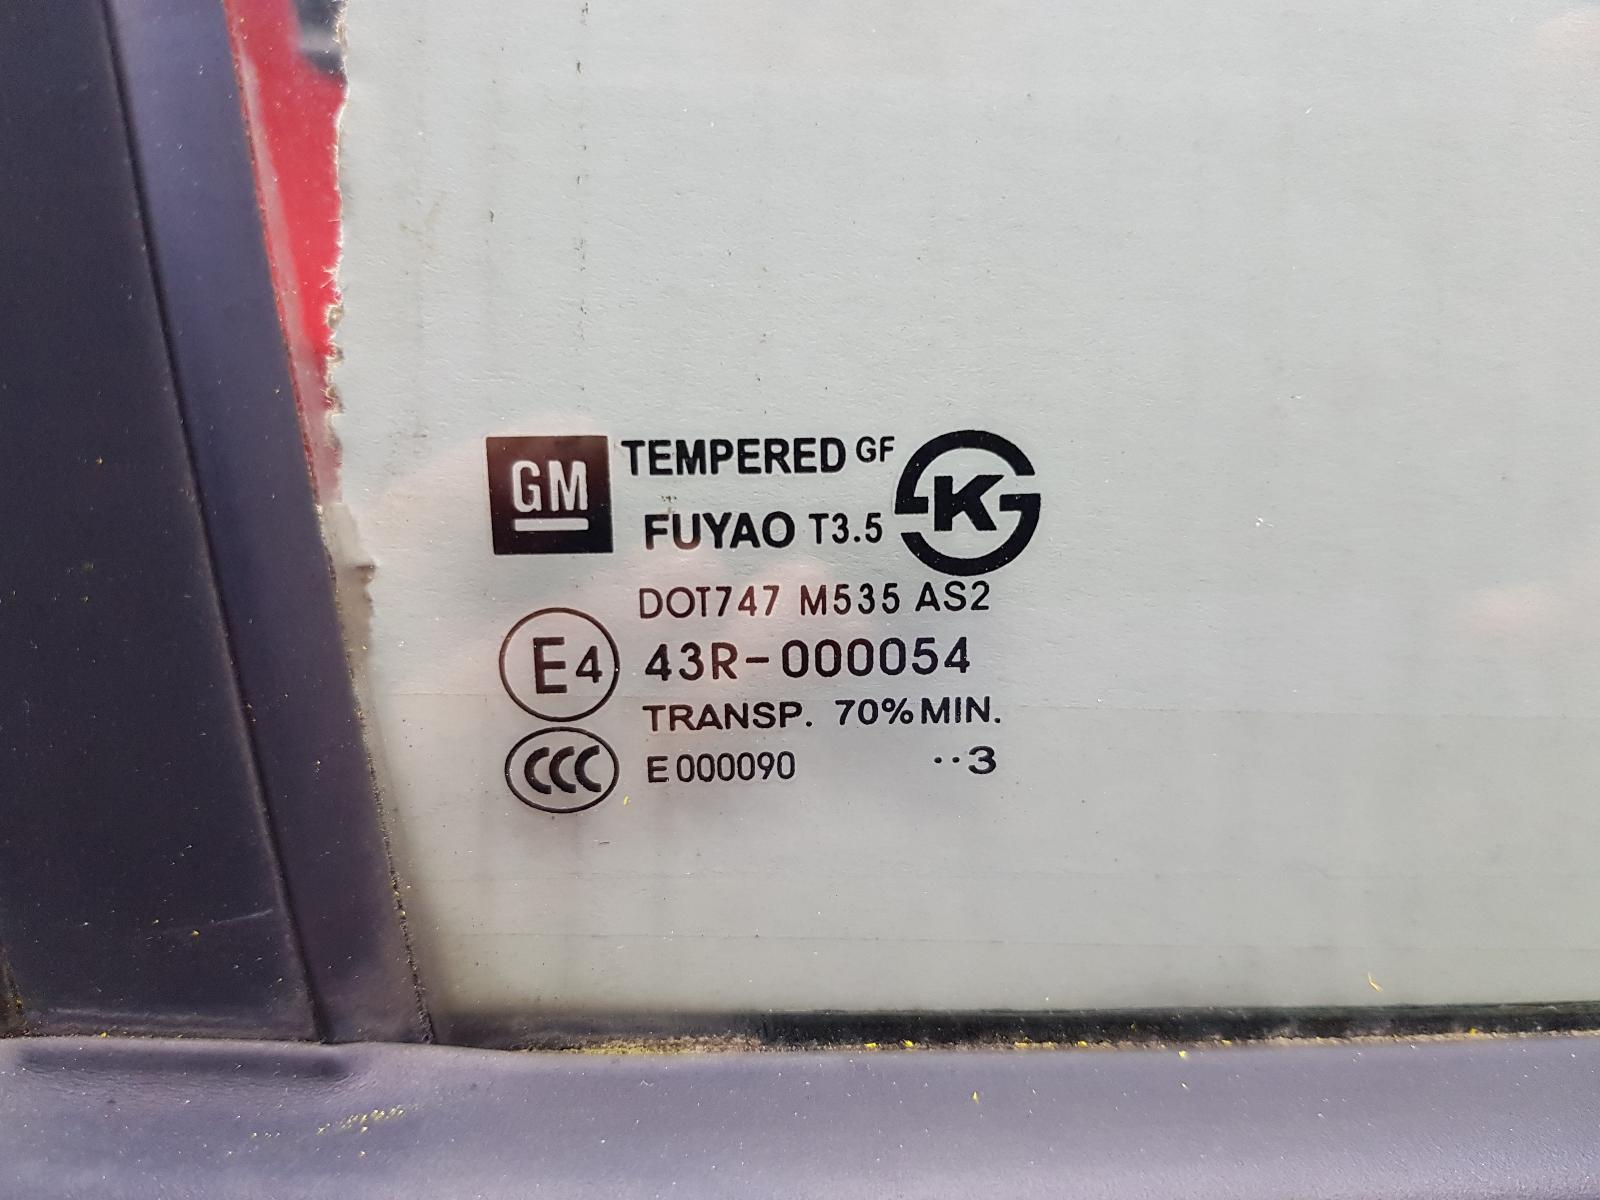 GM TEMPERED GF K
FUYAO T3.5
DOT747 M535 AS2
E4 43R-000054
TRANSP. 70% MIN.
CCC E000090 ··3